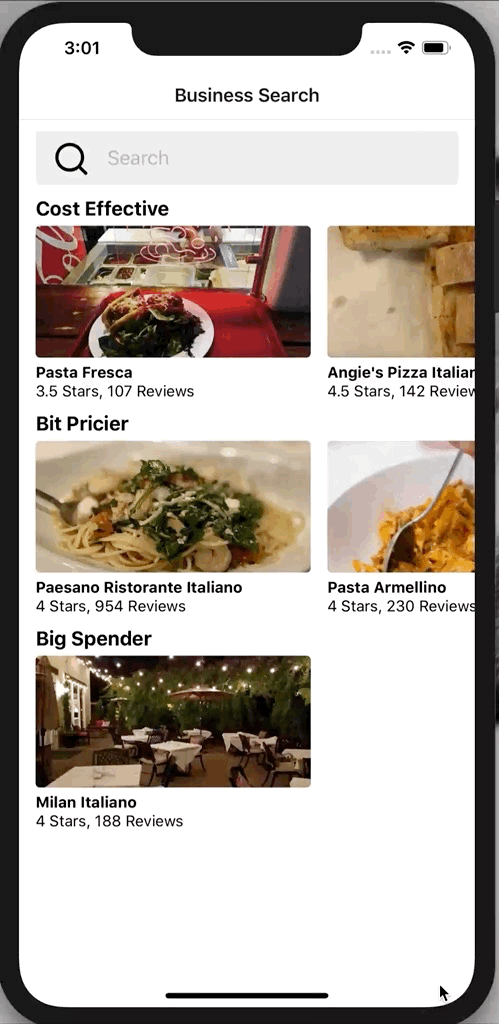 3:01
Business Search
Search
Cost Effective
Pasta Fresca
Angie's Pizza Italian
3.5 Stars, 107 Reviews
4.5 Stars, 142 Review
Bit Pricier
Paesano Ristorante Italiano
Pasta Armellino
4 Stars, 954 Reviews
4 Stars, 230 Reviews
Big Spender
Milan Italiano
4 Stars, 188 Reviews